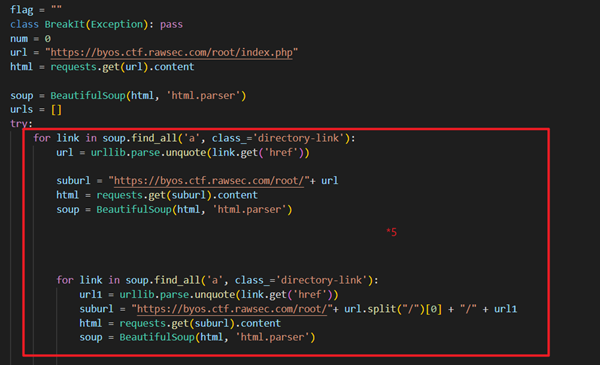 flag = ""
class BreakIt(Exception): pass
num = 0
url = "https://byos.ctf.rawsec.com/root/index.php"
html = requests.get(url).content
soup = BeautifulSoup(html, 'html.parser')
urls = []
try:
for link in soup.find_all('a', class_='directory-link'):
url = urllib.parse.unquote(link.get('href'))
suburl = "https://byos.ctf.rawsec.com/root/"+ url
html = requests.get(suburl).content
soup = BeautifulSoup(html, 'html.parser')
*5
for link in soup.find_all('a', class_='directory-link'):
url1 = urllib.parse.unquote(link.get('href'))
suburl = "https://byos.ctf.rawsec.com/root/"+ url.split("/")[0] + "/" + url1
html = requests.get(suburl).content
soup = BeautifulSoup(html, 'html.parser')